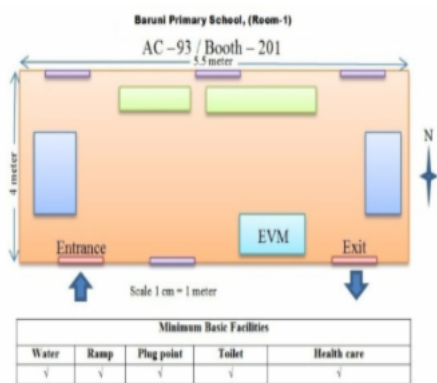 Baruni Primary School, (Room-1)
AC –93 / Booth – 201
5.5 meter
4 meter
N
EVM
Entrance
Exit
Scale 1 cm = 1 meter
Minimum Basic Facilities
Water Ramp Plug point Toilet Health care
√ √ √ √ √